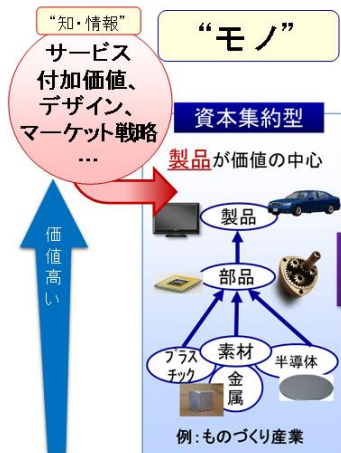 “知・情報”
サービス
付加価値、
デザイン、
マーケット戦略
…
“モノ”
資本集約型
製品が価値の中心
製品
部品
プラス
チック
素材
金
属
半導体
例：ものづくり産業
価
値
高
い